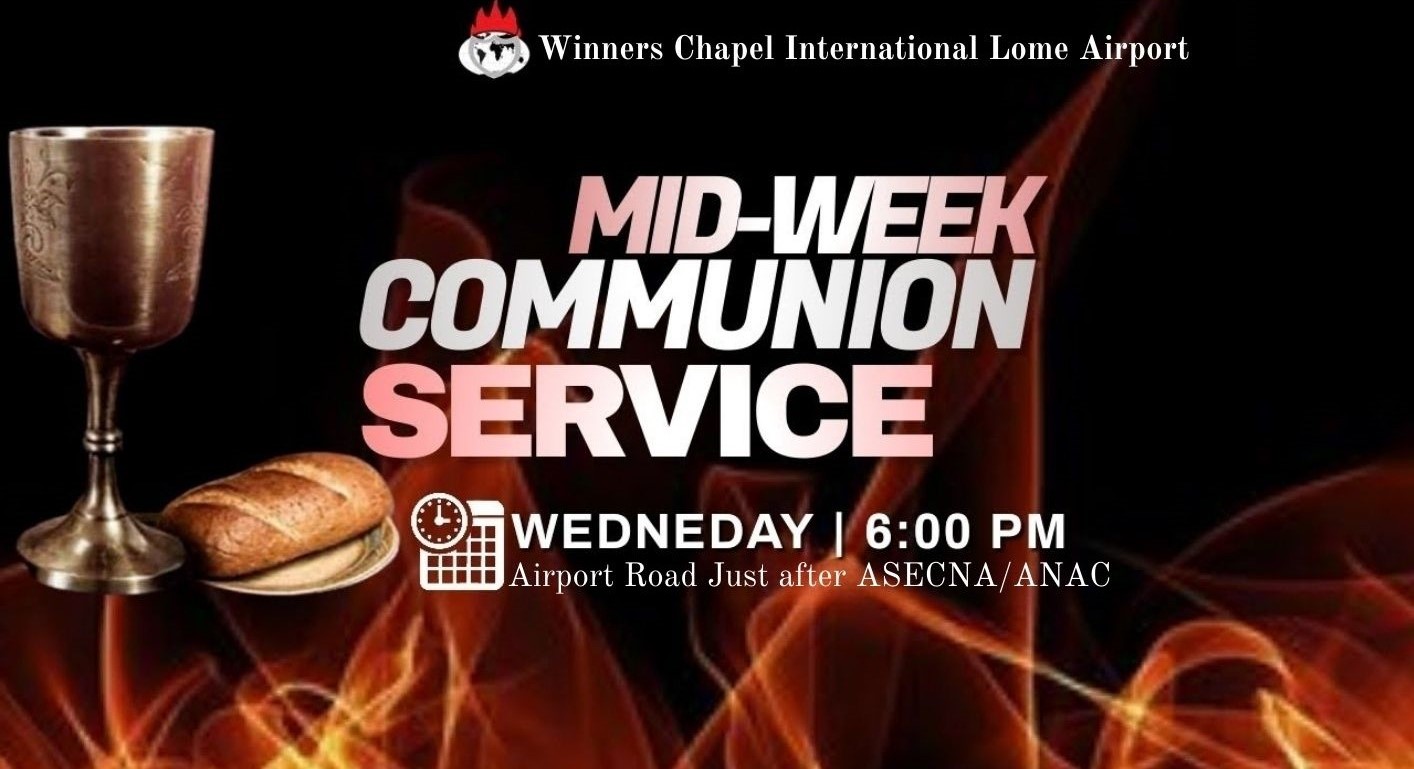 Winners Chapel International Lome Airport
MID-WEEK
COMMUNION
SERVICE
WEDNEDAY | 6:00 PM
Airport Road Just after ASECNA/ANAC